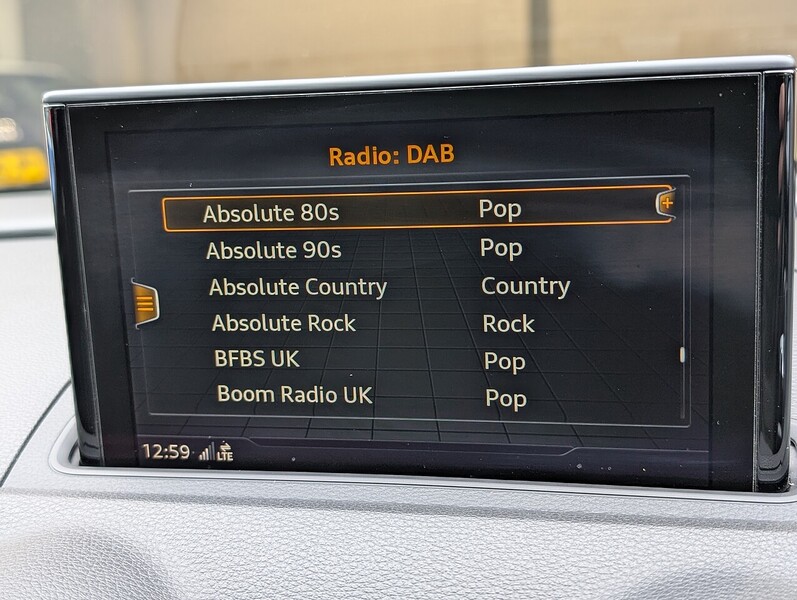 Radio: DAB
Absolute 80s Pop
Absolute 90s Pop
Absolute Country Country
Absolute Rock Rock
BFBS UK Pop
Boom Radio UK Pop
12:59 LTE